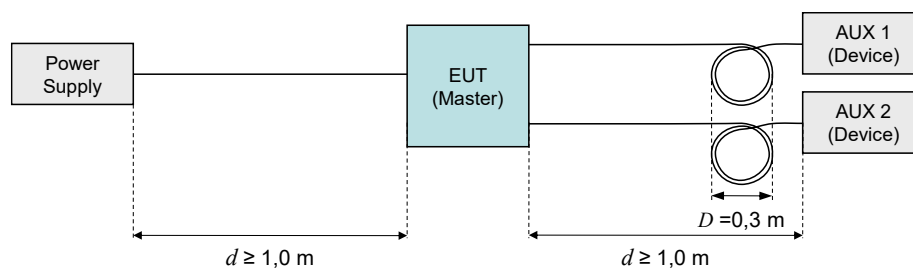 Power
Supply
EUT
(Master)
AUX 1
(Device)
AUX 2
(Device)
D =0,3 m
d ≥ 1,0 m
d ≥ 1,0 m